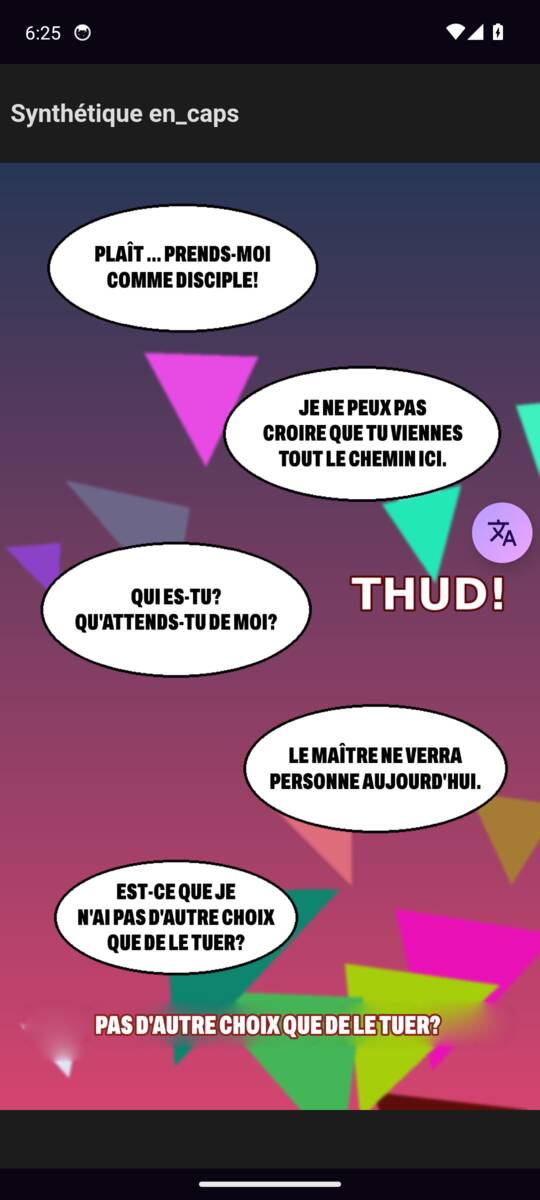 6:25
Synthétique en_caps
PLAÎT ... PRENDS-MOI
COMME DISCIPLE!
JE NE PEUX PAS
CROIRE QUE TU VIENNES
TOUT LE CHEMIN ICI.
QUI ES-TU?
QU'ATTENDS-TU DE MOI?
THUD!
LE MAÎTRE NE VERRA
PERSONNE AUJOURD'HUI.
EST-CE QUE JE
N'AI PAS D'AUTRE CHOIX
QUE DE LE TUER?
PAS D'AUTRE CHOIX QUE DE LE TUER?